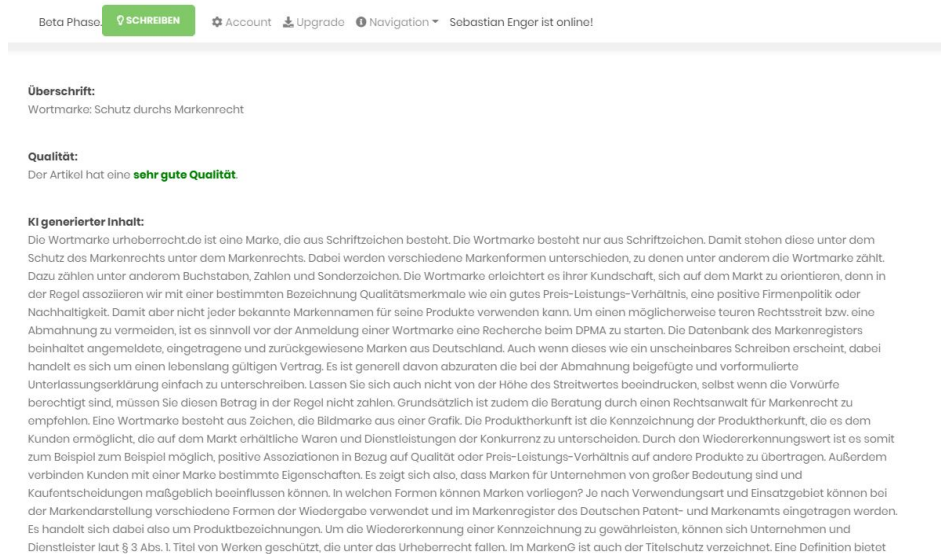 Beta Phase. SCHREIBEN Account Upgrade Navigation Sebastian Enger ist online!
Überschrift:
Wortmarke: Schutz durchs Markenrecht
Qualität:
Der Artikel hat eine sehr gute Qualität.
KI generierter Inhalt:
Die Wortmarke urheberrecht.de ist eine Marke, die aus Schriftzeichen besteht. Die Wortmarke besteht nur aus Schriftzeichen. Damit stehen diese unter dem
Schutz des Markenrechts unter dem Markenrechts. Dabei werden verschiedene Markenformen unterschieden, zu denen unter anderem die Wortmarke zählt.
Dazu zählen unter anderem Buchstaben, Zahlen und Sonderzeichen. Die Wortmarke erleichtert es ihrer Kundschaft, sich auf dem Markt zu orientieren, denn in
der Regel assoziieren wir mit einer bestimmten Bezeichnung Qualitätsmerkmale wie ein gutes Preis-Leistungs-Verhältnis, eine positive Firmenpolitik oder
Nachhaltigkeit. Damit aber nicht jeder bekannte Markennamen für seine Produkte verwenden kann. Um einen möglicherweise teuren Rechtsstreit bzw. eine
Abmahnung zu vermeiden, ist es sinnvoll vor der Anmeldung einer Wortmarke eine Recherche beim DPMA zu starten. Die Datenbank des Markenregisters
beinhaltet angemeldete, eingetragene und zurückgewiesene Marken aus Deutschland. Auch wenn dieses wie ein unscheinbares Schreiben erscheint, dabei
handelt es sich um einen lebenslang gültigen Vertrag. Es ist generell davon abzuraten die bei der Abmahnung beigefügte und vorformulierte
Unterlassungserklärung einfach zu unterschreiben. Lassen Sie sich auch nicht von der Höhe des Streitwertes beeindrucken, selbst wenn die Vorwürfe
berechtigt sind, müssen Sie diesen Betrag in der Regel nicht zahlen. Grundsätzlich ist zudem die Beratung durch einen Rechtsanwalt für Markenrecht zu
empfehlen. Eine Wortmarke besteht aus Zeichen, die Bildmarke aus einer Grafik. Die Produktherkunft ist die Kennzeichnung der Produktherkunft, die es dem
Kunden ermöglicht, die auf dem Markt erhältliche Waren und Dienstleistungen der Konkurrenz zu unterscheiden. Durch den Wiedererkennungswert ist es somit
zum Beispiel zum Beispiel möglich, positive Assoziationen in Bezug auf Qualität oder Preis-Leistungs-Verhältnis auf andere Produkte zu übertragen. Außerdem
verbinden Kunden mit einer Marke bestimmte Eigenschaften. Es zeigt sich also, dass Marken für Unternehmen von großer Bedeutung sind und
Kaufentscheidungen maßgeblich beeinflussen können. In welchen Formen können Marken vorliegen? Je nach Verwendungsart und Einsatzgebiet können bei
der Markendarstellung verschiedene Formen der Wiedergabe verwendet und im Markenregister des Deutschen Patent- und Markenamts eingetragen werden.
Es handelt sich dabei also um Produktbezeichnungen. Um die Wiedererkennung einer Kennzeichnung zu gewährleisten, können sich Unternehmen und
Dienstleister laut § 3 Abs. 1. Titel von Werken geschützt, die unter das Urheberrecht fallen. Im MarkenG ist auch der Titelschutz verzeichnet. Eine Definition bietet